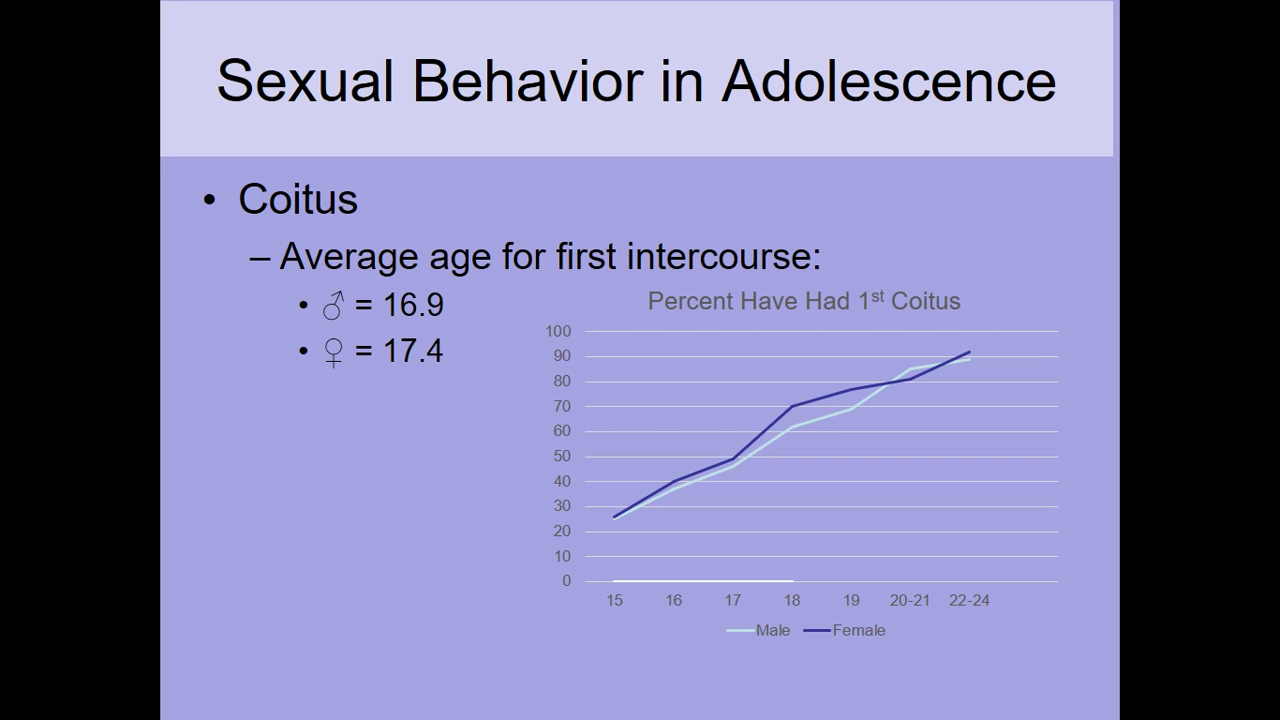 Sexual Behavior in Adolescence
• Coitus
– Average age for first intercourse:
• ♂ = 16.9
• ♀ = 17.4
Percent Have Had 1st Coitus
100
90
80
70
60
50
40
30
20
10
0
15 16 17 18 19 20-21 22-24
Male Female